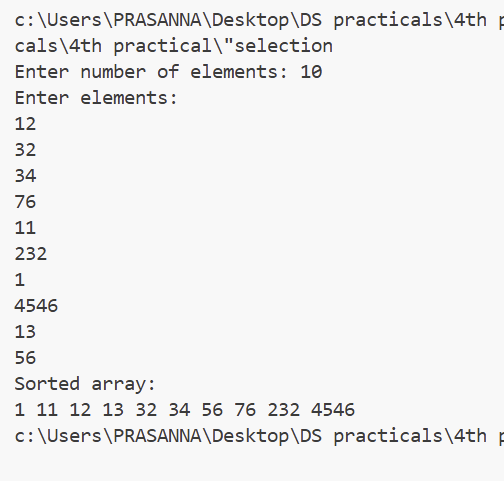 c:\Users\PRASANNA\Desktop\DS practicals\4th p
cals\4th practical\"selection
Enter number of elements: 10
Enter elements:
12
32
34
76
11
232
1
4546
13
56
Sorted array:
1 11 12 13 32 34 56 76 232 4546
c:\Users\PRASANNA\Desktop\DS practicals\4th p